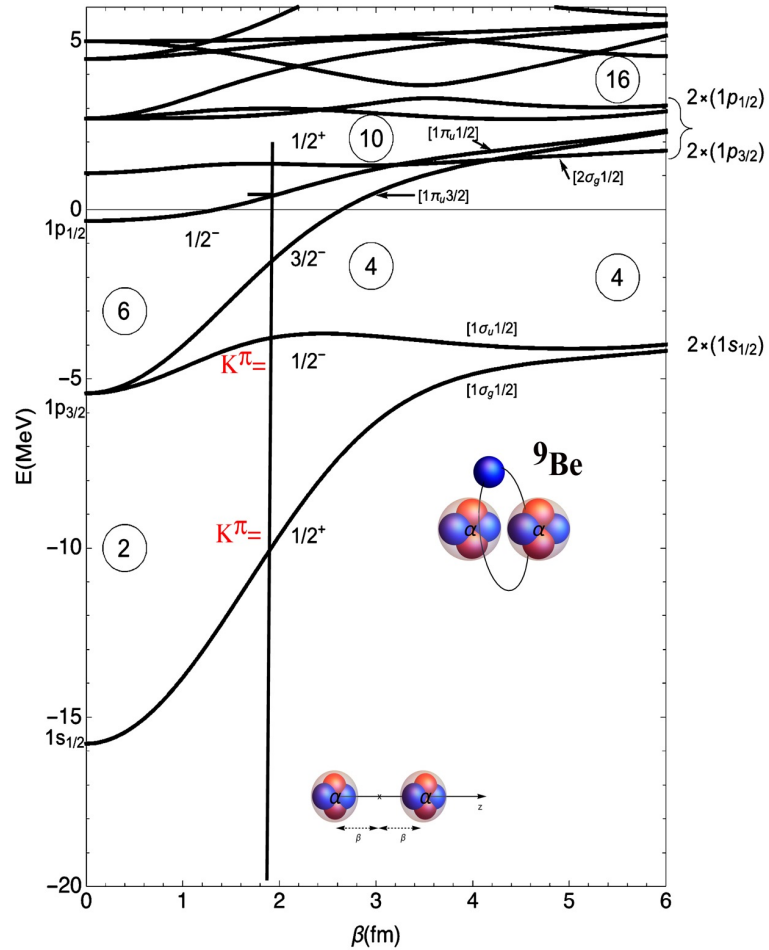 5
16
2×(1p1/2)
10
1/2+
[1πu1/2]
2×(1p3/2)
[2σg1/2]
0
[1πu3/2]
1p1/2
1/2−
3/2−
4
4
6
[1σu1/2]
2×(1s1/2)
Kπ=
1/2−
−5
1p3/2
[1σg1/2]
E(MeV)
9Be
α
α
Kπ=
1/2+
−10
2
−15
1s1/2
α
α
x
z
β
β
−20
0
1
2
3
4
5
6
β(fm)